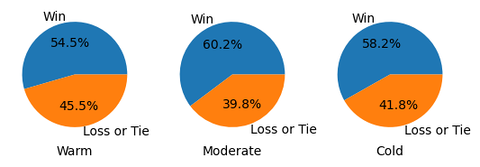 Win
54.5%
45.5%
Loss or Tie
Warm
Win
60.2%
39.8%
Loss or Tie
Moderate
Win
58.2%
41.8%
Loss or Tie
Cold